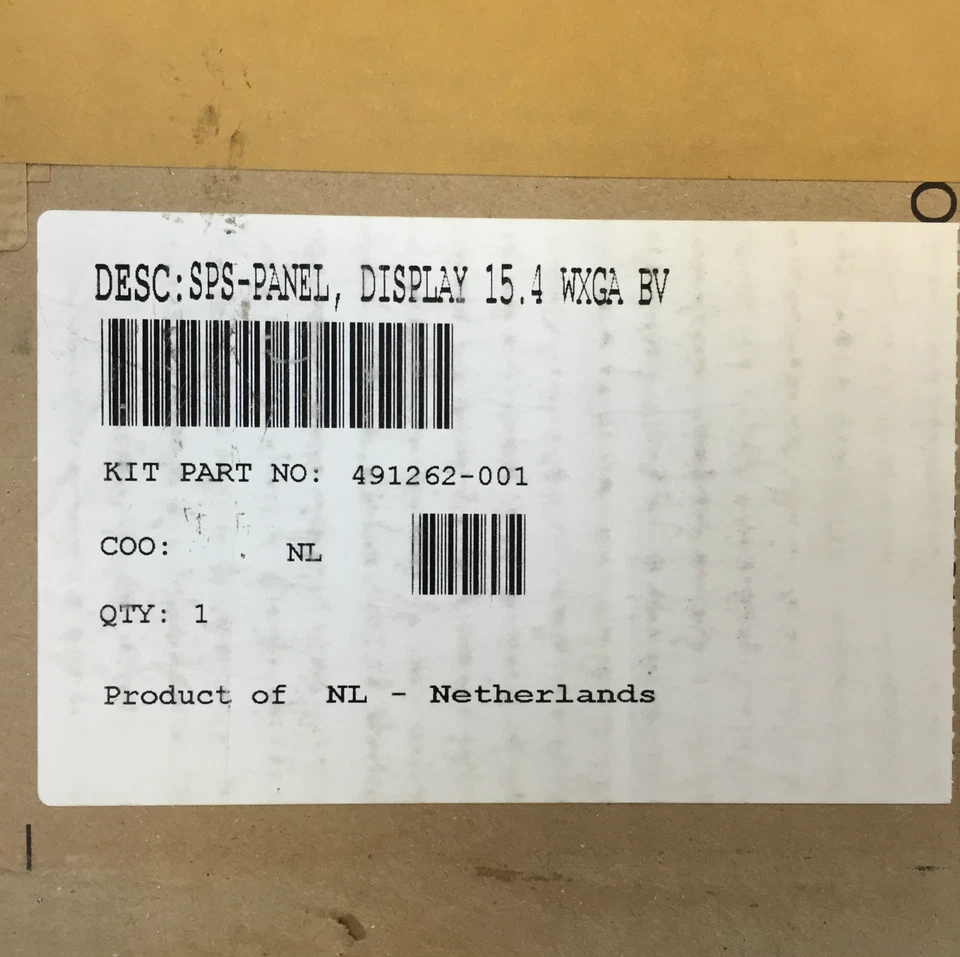 DESC:SPS-PANEL, DISPLAY 15.4 WXGA BV
KIT PART NO: 491262-001
COO: NL
QTY: 1
Product of NL - Netherlands